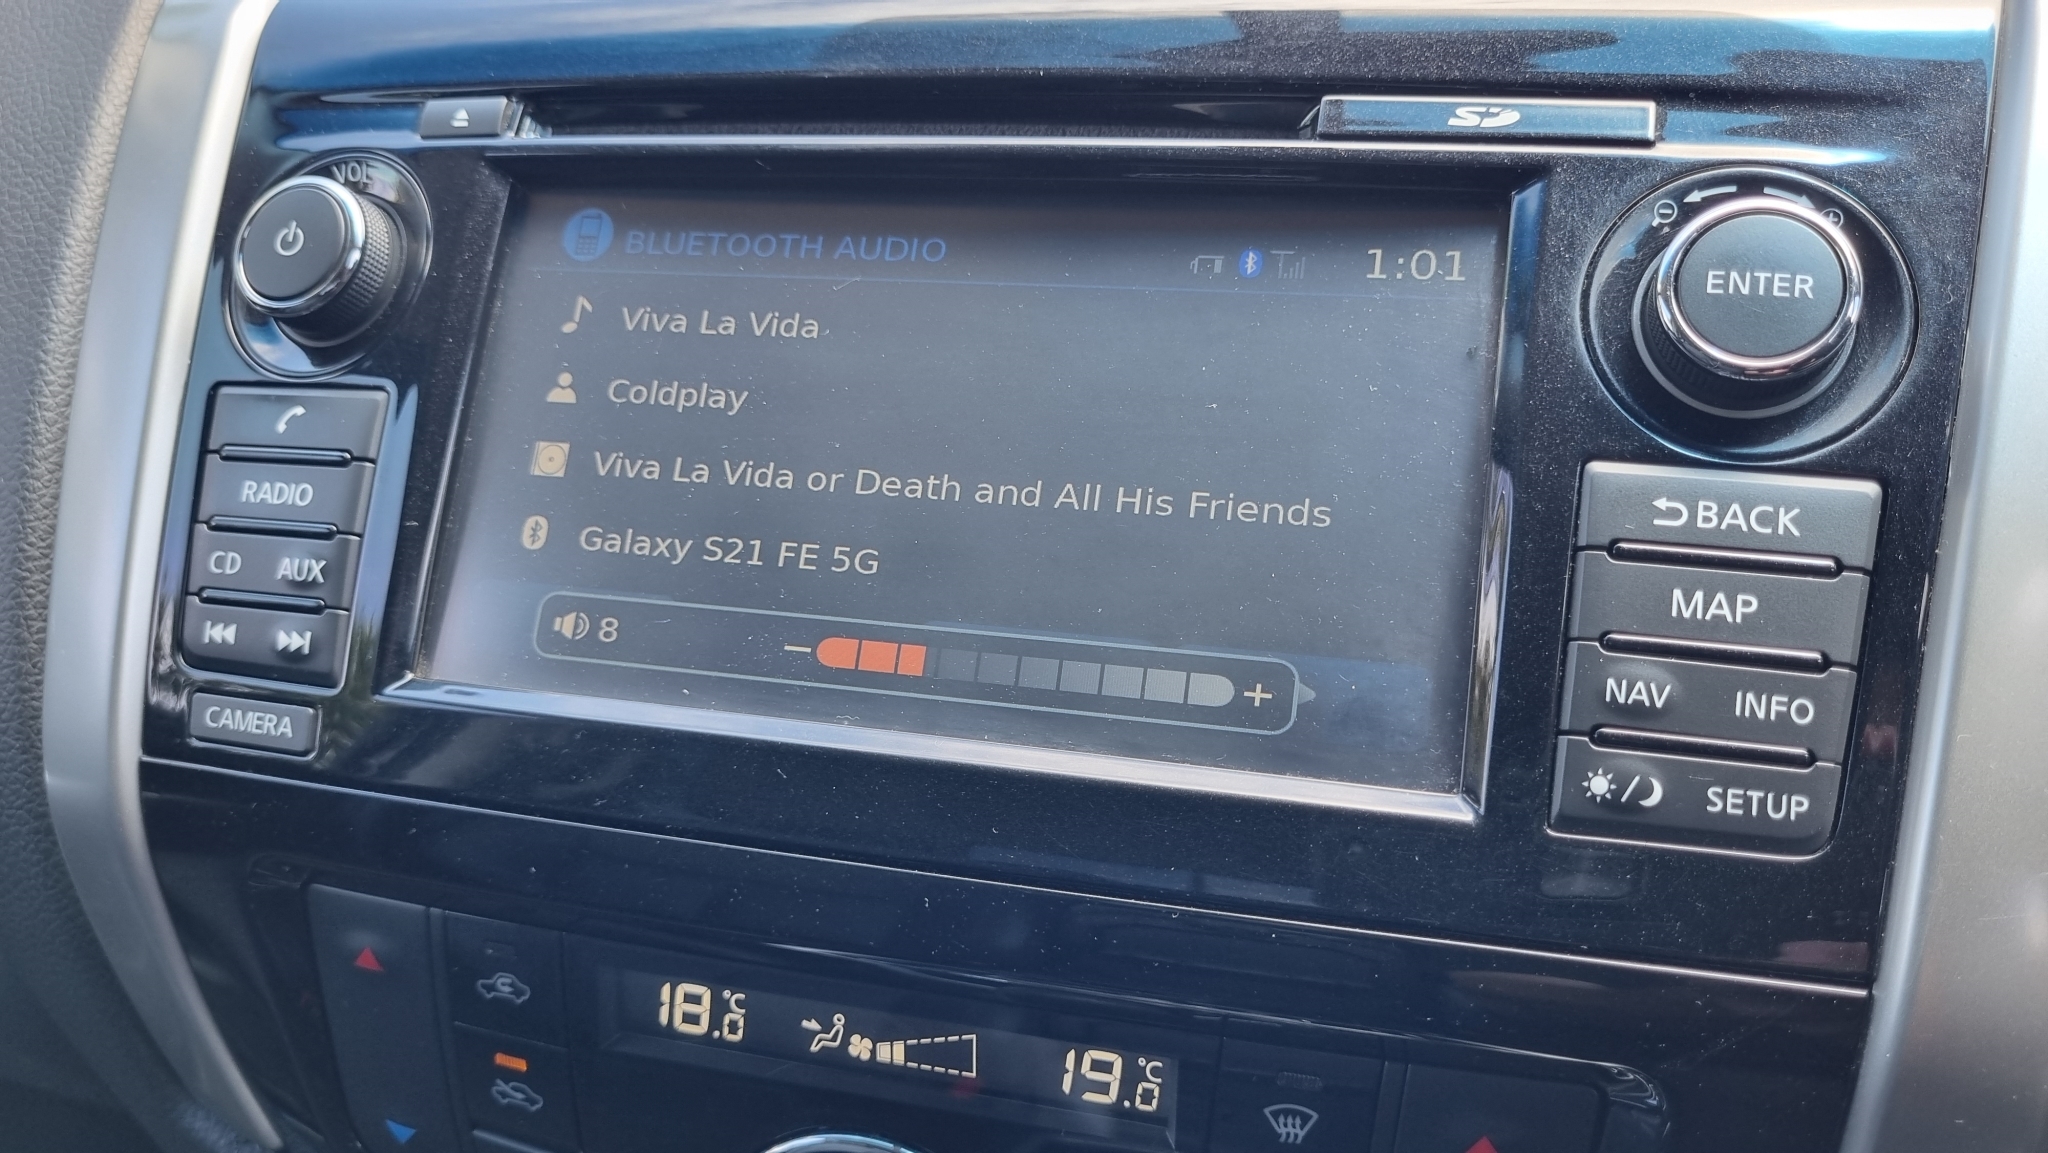 SD
VOL
BLUETOOTH AUDIO
1:01
Viva La Vida
Coldplay
Viva La Vida or Death and All His Friends
Galaxy S21 FE 5G
8
− +
RADIO
CD AUX
CAMERA
ENTER
BACK
MAP
NAV INFO
/ SETUP
18.0 °C
19.0 °C